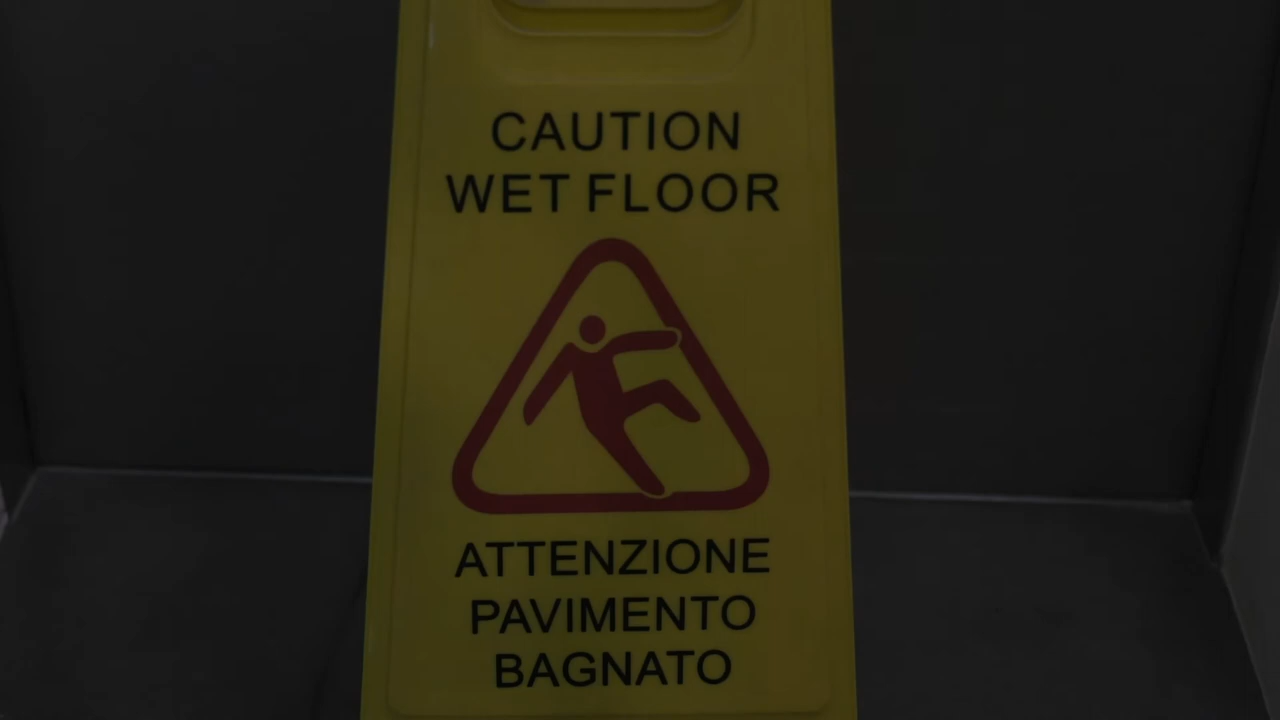 CAUTION
WET FLOOR
ATTENZIONE
PAVIMENTO
BAGNATO